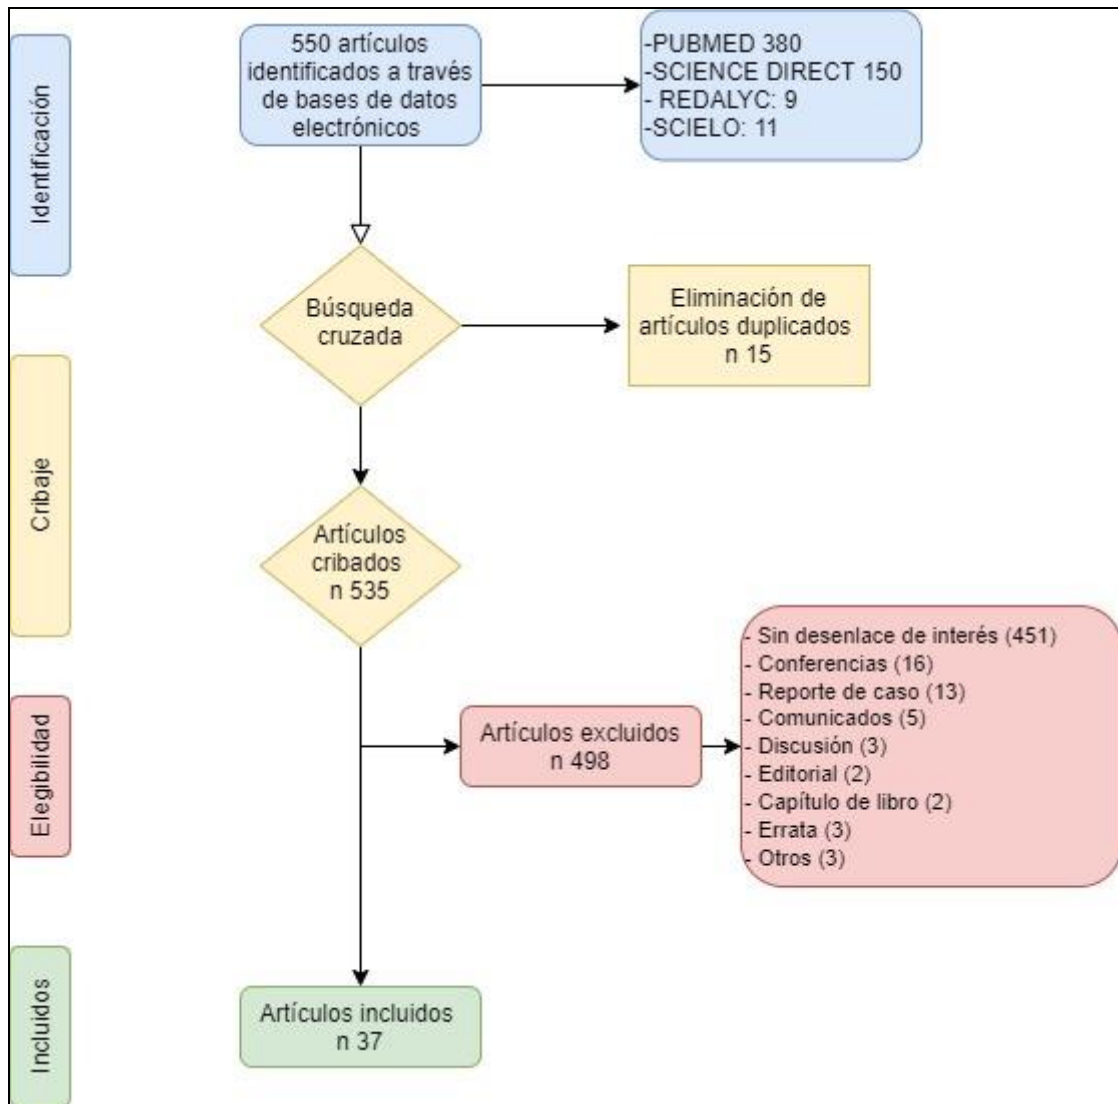 Identificación
550 artículos
identificados a través
de bases de datos
electrónicos
-PUBMED 380
-SCIENCE DIRECT 150
- REDALYC: 9
-SCIELO: 11
Búsqueda
cruzada
Eliminación de
artículos duplicados
n 15
Cribaje
Artículos
cribados
n 535
Elegibilidad
Artículos excluidos
n 498
- Sin desenlace de interés (451)
- Conferencias (16)
- Reporte de caso (13)
- Comunicados (5)
- Discusión (3)
- Editorial (2)
- Capítulo de libro (2)
- Errata (3)
- Otros (3)
Incluidos
Artículos incluidos
n 37